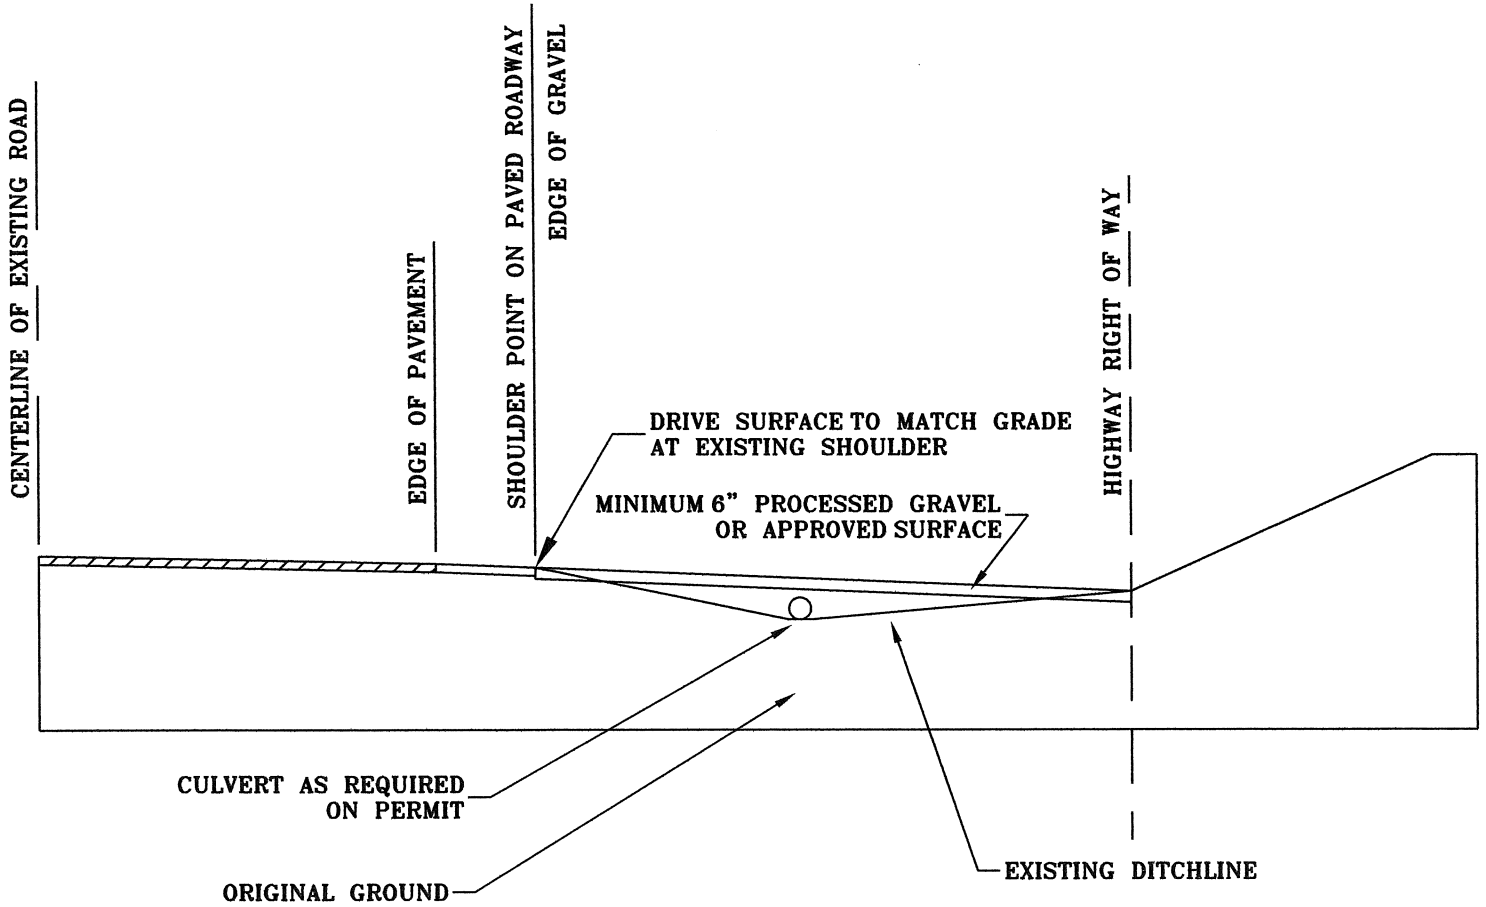 CENTERLINE OF EXISTING ROAD
EDGE OF PAVEMENT
SHOULDER POINT ON PAVED ROADWAY
EDGE OF GRAVEL
HIGHWAY RIGHT OF WAY
DRIVE SURFACE TO MATCH GRADE
AT EXISTING SHOULDER
MINIMUM 6” PROCESSED GRAVEL
OR APPROVED SURFACE
CULVERT AS REQUIRED
ON PERMIT
ORIGINAL GROUND
EXISTING DITCHLINE